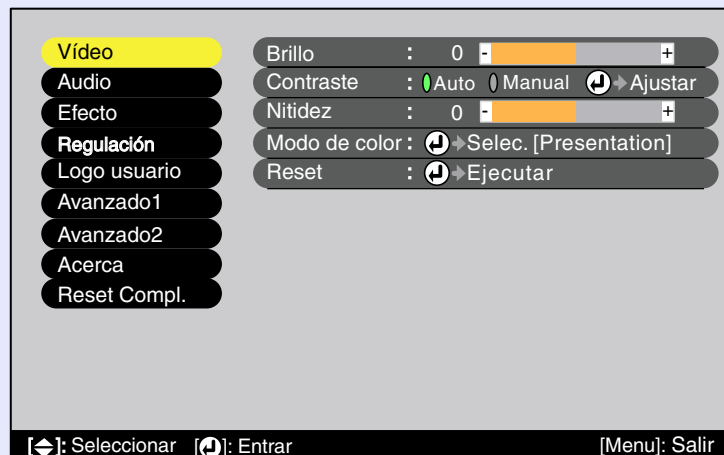 Vídeo
Audio
Efecto
Regulación
Logo usuario
Avanzado1
Avanzado2
Acerca
Reset Compl.
Brillo : 0 - +
Contraste : Auto Manual Ajustar
Nitidez : 0 - +
Modo de color : Selec. [Presentation]
Reset : Ejecutar
[ ]: Seleccionar [ ]: Entrar [Menu]: Salir